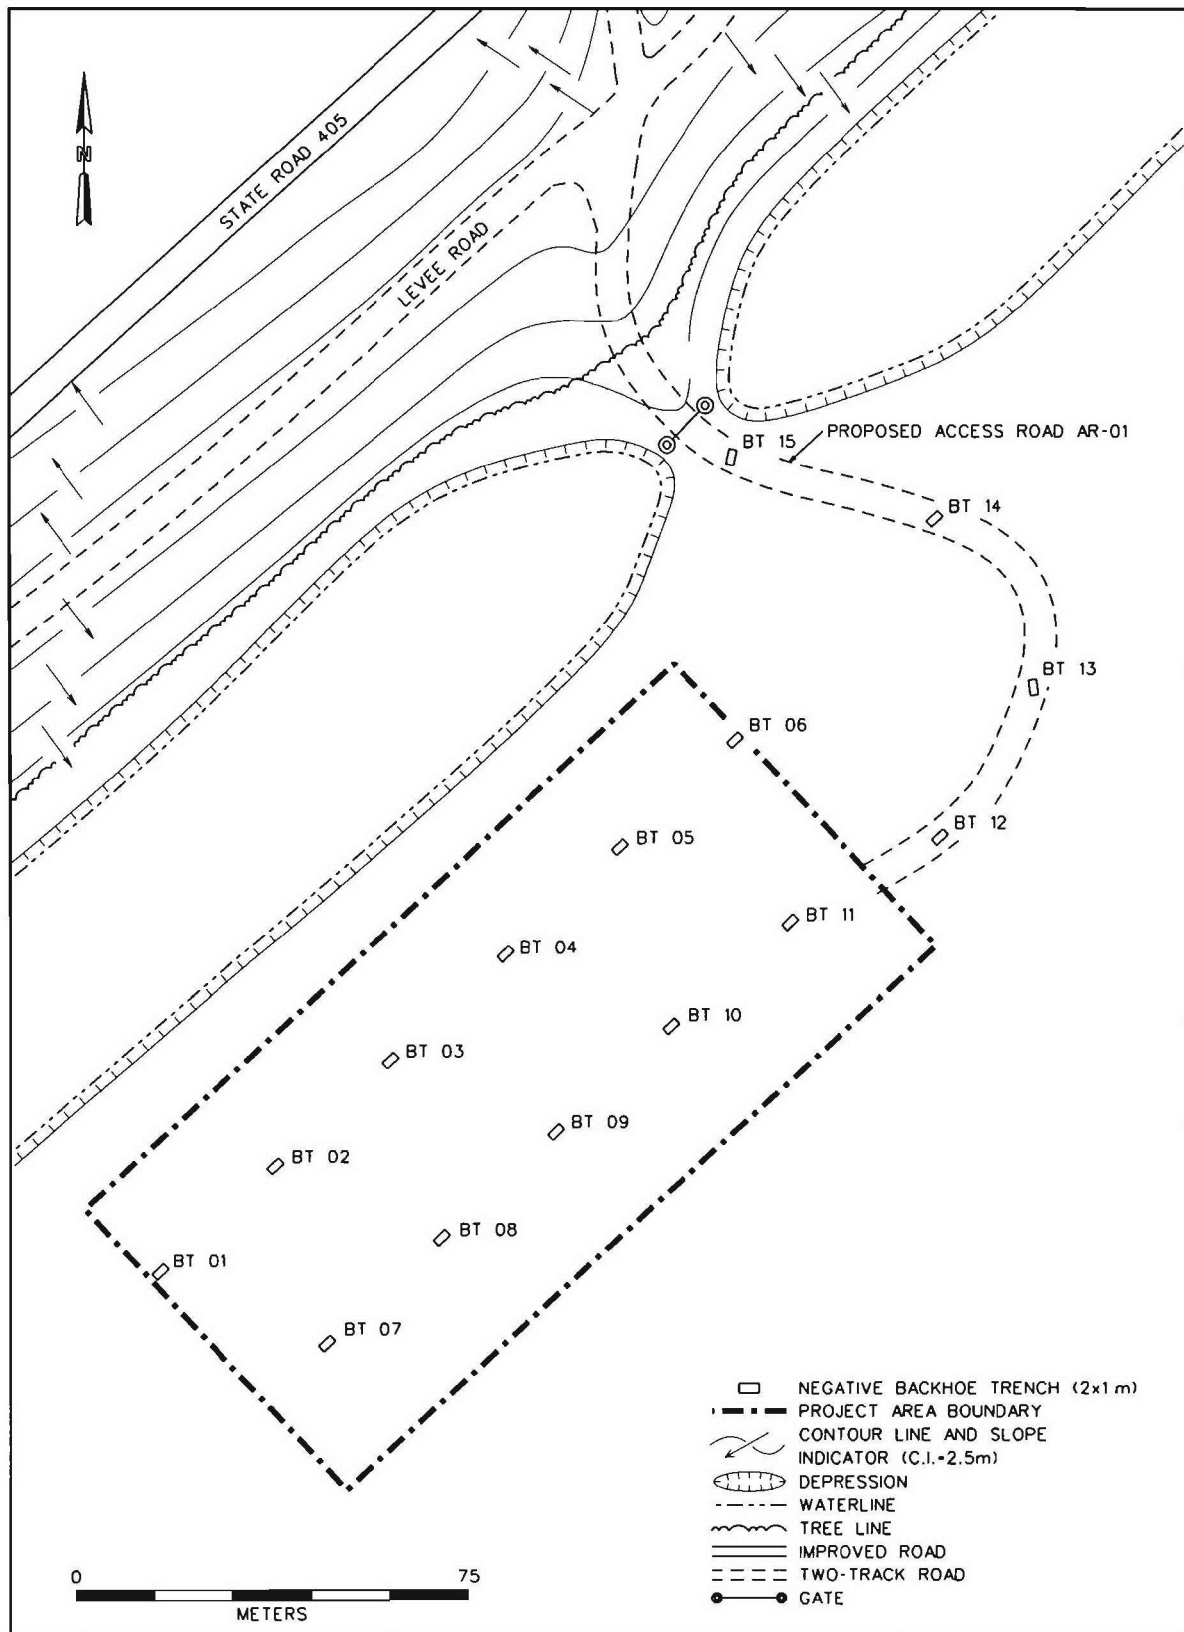 N
STATE ROAD 405
LEVEE ROAD
BT 15
PROPOSED ACCESS ROAD AR-01
BT 14
BT 13
BT 06
BT 12
BT 05
BT 11
BT 04
BT 10
BT 03
BT 09
BT 02
BT 08
BT 01
BT 07
NEGATIVE BACKHOE TRENCH (2x1 m)
PROJECT AREA BOUNDARY
CONTOUR LINE AND SLOPE
INDICATOR (C.I.=2.5m)
DEPRESSION
WATERLINE
TREE LINE
IMPROVED ROAD
TWO-TRACK ROAD
GATE
0 75
METERS